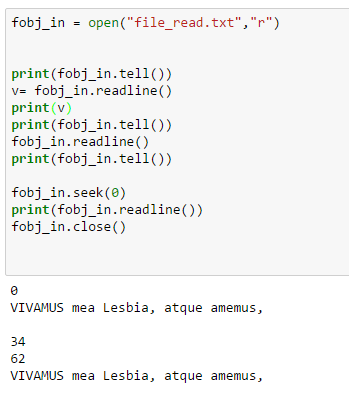 fobj_in = open("file_read.txt","r")
print(fobj_in.tell())
v= fobj_in.readline()
print(v)
print(fobj_in.tell())
fobj_in.readline()
print(fobj_in.tell())
fobj_in.seek(0)
print(fobj_in.readline())
fobj_in.close()
0
VIVAMUS mea Lesbia, atque amemus,
34
62
VIVAMUS mea Lesbia, atque amemus,